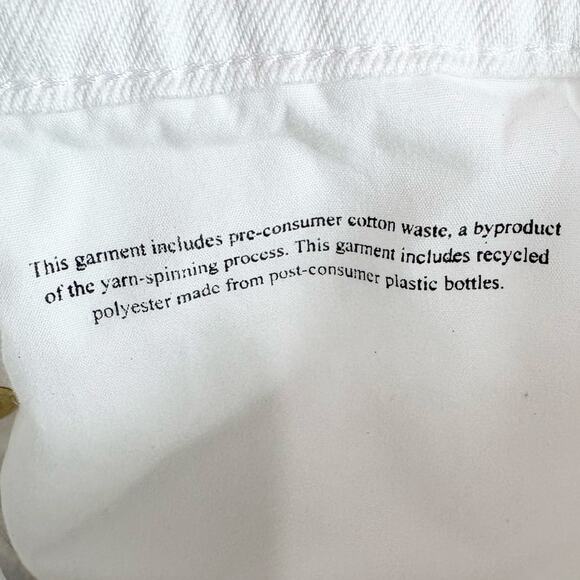 This garment includes pre-consumer cotton waste, a byproduct
of the yarn-spinning process. This garment includes recycled
polyester made from post-consumer plastic bottles.